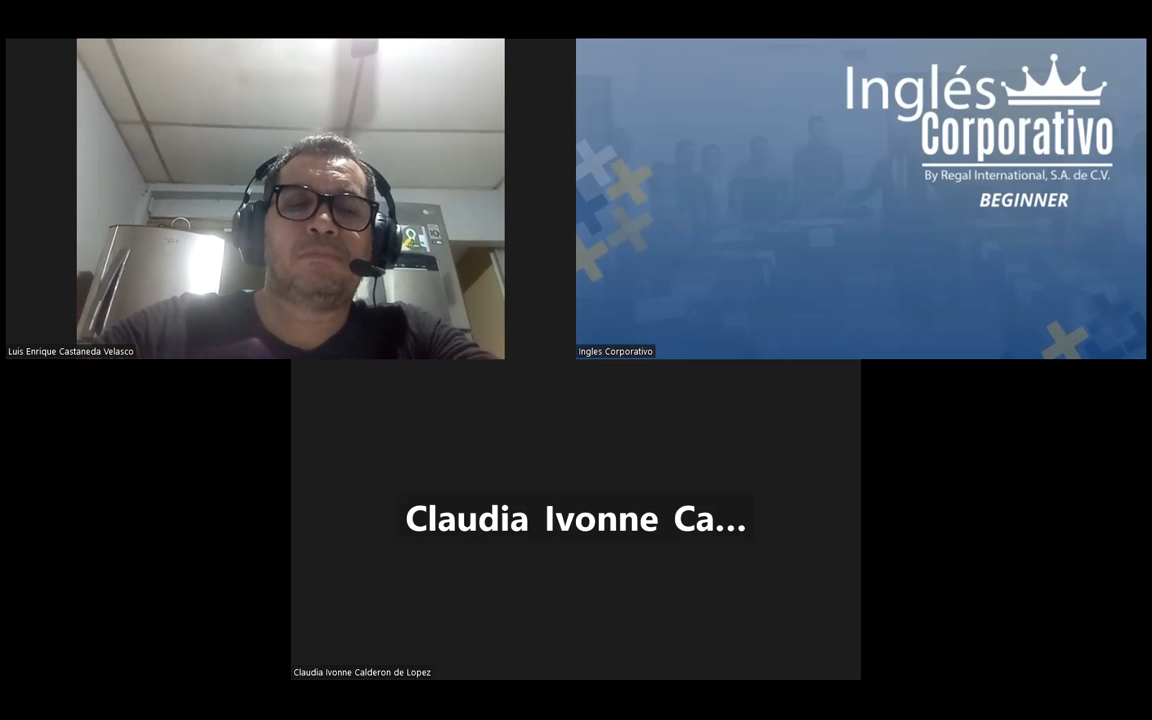 Inglés
Corporativo
By Regal International, S.A. de C.V.
BEGINNER
Luis Enrique Castaneda Velasco
Ingles Corporativo
Claudia Ivonne Ca...
Claudia Ivonne Calderon de Lopez